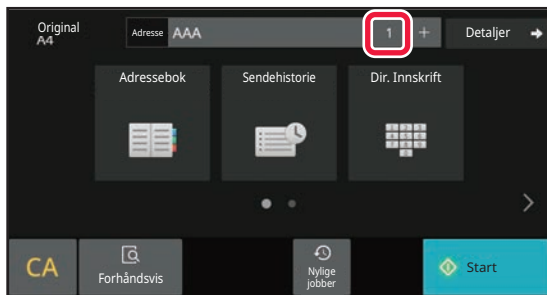 Original
A4
Adresse AAA 1 + Detaljer
Adressebok Sendehistorie Dir. Innskrift
CA Forhåndsvis Nylige jobber Start